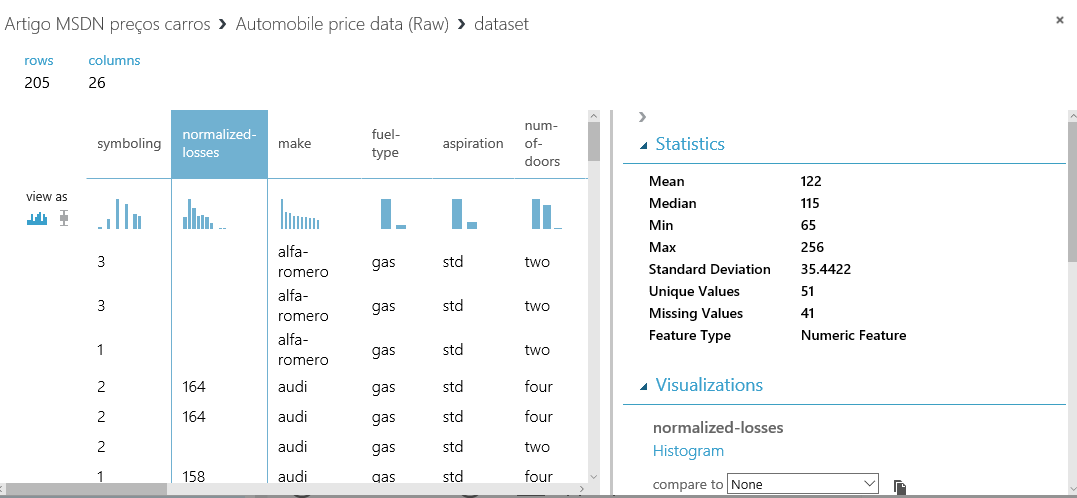 Artigo MSDN preços carros > Automobile price data (Raw) > dataset
rows columns
205 26
symboling normalized-losses make fuel-type aspiration num-of-doors
view as
3 alfa-romero gas std two
3 alfa-romero gas std two
1 alfa-romero gas std two
2 164 audi gas std four
2 164 audi gas std four
2 audi gas std two
1 158 audi gas std four
Statistics
Mean 122
Median 115
Min 65
Max 256
Standard Deviation 35.4422
Unique Values 51
Missing Values 41
Feature Type Numeric Feature
Visualizations
normalized-losses
Histogram
compare to None